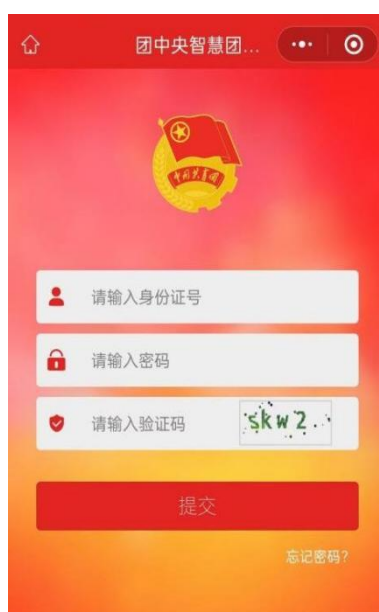 团中央智慧团...
中国共青团
请输入身份证号
请输入密码
请输入验证码
skw2
提交
忘记密码?